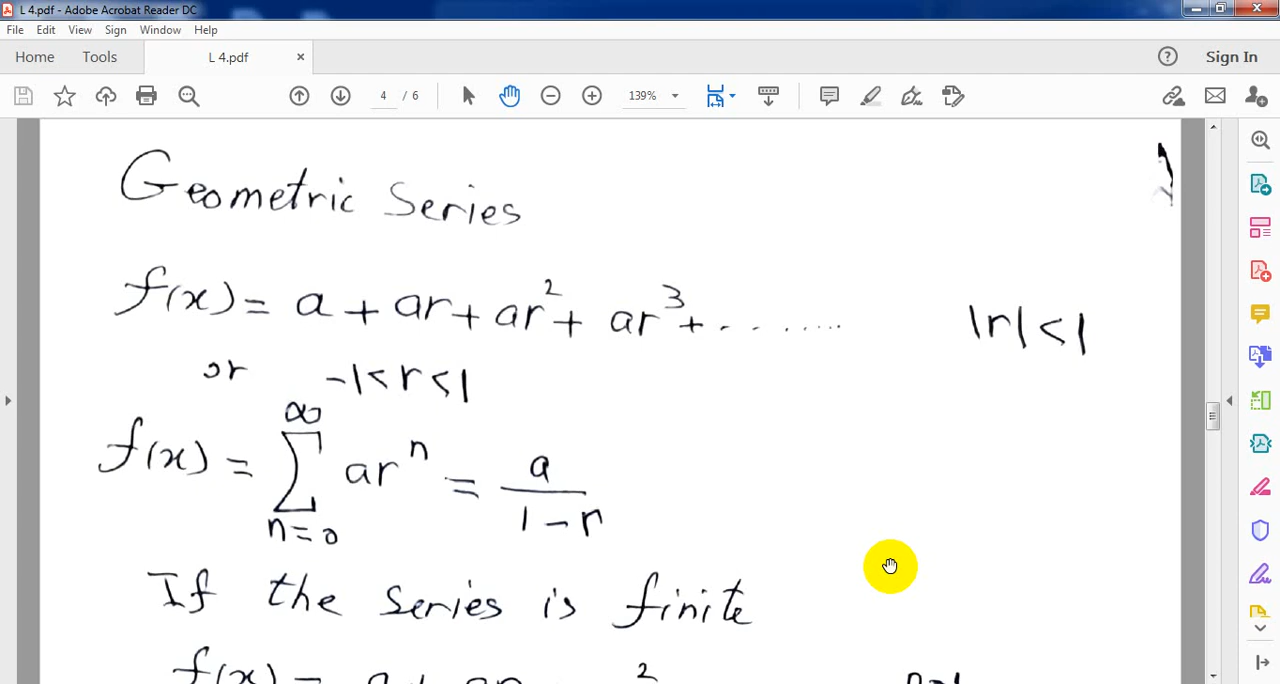 L 4.pdf - Adobe Acrobat Reader DC
File Edit View Sign Window Help
Home Tools L 4.pdf × Sign In
4 / 6 139%
Geometric Series
f(x) = a + ar + ar² + ar³ + ........ |r| < 1
or -1 < r < 1
f(x) = ∑_{n=0}^{∞} ar^n = a/(1-r)
If the series is finite